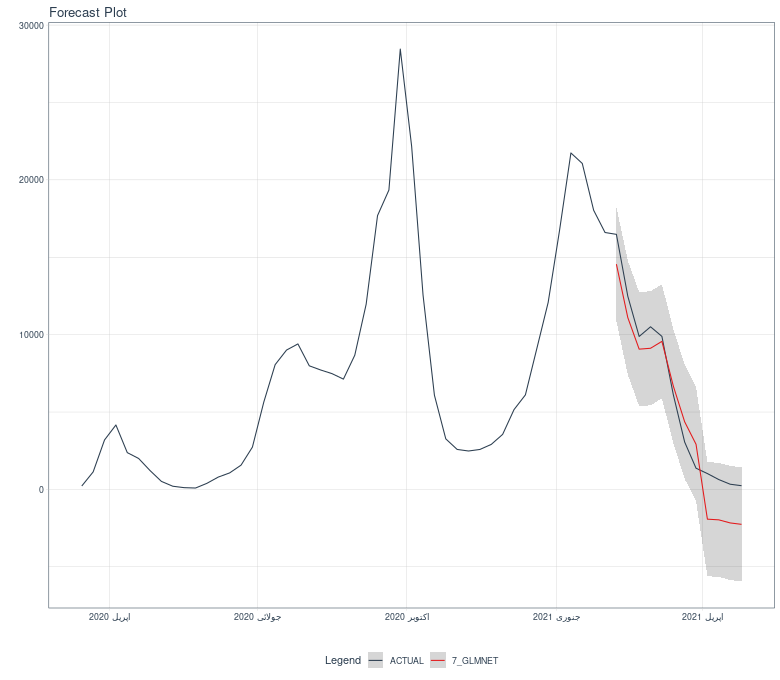 Forecast Plot
30000
20000
10000
0
اپریل 2020
جولائی 2020
اکتوبر 2020
جنوری 2021
اپریل 2021
Legend ACTUAL 7_GLMNET